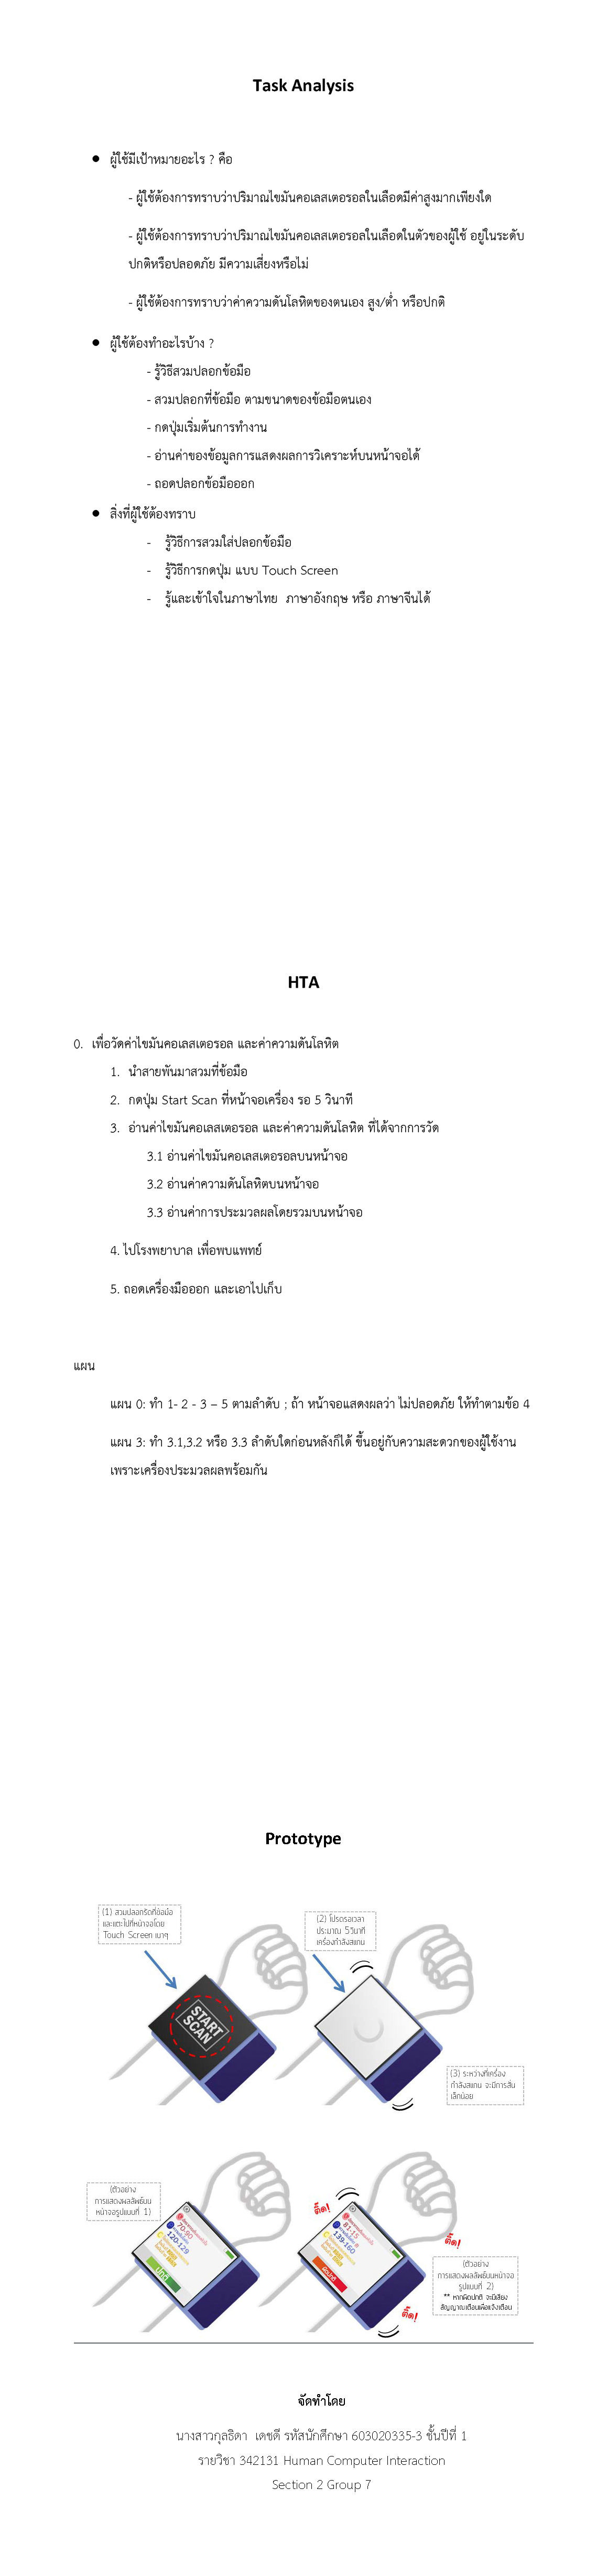 Task Analysis
● ผู้ใช้มีเป้าหมายอะไร ? คือ
- ผู้ใช้ต้องการทราบว่าปริมาณไขมันคอเลสเตอรอลในเลือดมีค่าสูงมากเพียงใด
- ผู้ใช้ต้องการทราบว่าปริมาณไขมันคอเลสเตอรอลในเลือดในตัวของผู้ใช้ อยู่ในระดับ
ปกติหรือปลอดภัย มีความเสี่ยงหรือไม่
- ผู้ใช้ต้องการทราบว่าค่าความดันโลหิตของตนเอง สูง/ต่ำ หรือปกติ
● ผู้ใช้ต้องทำอะไรบ้าง ?
- รู้วิธีสวมปลอกข้อมือ
- สวมปลอกที่ข้อมือ ตามขนาดของข้อมือตนเอง
- กดปุ่มเริ่มต้นการทำงาน
- อ่านค่าของข้อมูลการแสดงผลการวิเคราะห์บนหน้าจอได้
- ถอดปลอกข้อมือออก
● สิ่งที่ผู้ใช้ต้องทราบ
- รู้วิธีการสวมใส่ปลอกข้อมือ
- รู้วิธีการกดปุ่ม แบบ Touch Screen
- รู้และเข้าใจในภาษาไทย ภาษาอังกฤษ หรือ ภาษาจีนได้
HTA
0. เพื่อวัดค่าไขมันคอเลสเตอรอล และค่าความดันโลหิต
1. นำสายพันมาสวมที่ข้อมือ
2. กดปุ่ม Start Scan ที่หน้าจอเครื่อง รอ 5 วินาที
3. อ่านค่าไขมันคอเลสเตอรอล และค่าความดันโลหิต ที่ได้จากการวัด
3.1 อ่านค่าไขมันคอเลสเตอรอลบนหน้าจอ
3.2 อ่านค่าความดันโลหิตบนหน้าจอ
3.3 อ่านค่าการประมวลผลโดยรวมบนหน้าจอ
4. ไปโรงพยาบาล เพื่อพบแพทย์
5. ถอดเครื่องมือออก และเอาไปเก็บ
แผน
แผน 0: ทำ 1- 2 - 3 – 5 ตามลำดับ ; ถ้า หน้าจอแสดงผลว่า ไม่ปลอดภัย ให้ทำตามข้อ 4
แผน 3: ทำ 3.1,3.2 หรือ 3.3 ลำดับใดก่อนหลังก็ได้ ขึ้นอยู่กับความสะดวกของผู้ใช้งาน
เพราะเครื่องประมวลผลพร้อมกัน
Prototype
(1) สวมปลอกรัดที่ข้อมือ
และแตะไปที่หน้าจอโดย
Touch Screen เบาๆ
(2) โปรดรอเวลา
ประมาณ 5วินาที
เครื่องกำลังสแกน
START
SCAN
(3) ระหว่างที่เครื่อง
กำลังสแกน จะมีการสั่น
เล็กน้อย
(ตัวอย่าง
การแสดงผลลัพธ์บน
หน้าจอรูปแบบที่ 1)
70-90
120-129
ปกติ
ติ๊ด!
81-15
139-160
ติ๊ด!
ติ๊ด!
(ตัวอย่าง
การแสดงผลลัพธ์บนหน้าจอ
รูปแบบที่ 2)
** หากผิดปกติ จะมีเสียง
สัญญาณเตือนเพื่อแจ้งเตือน
จัดทำโดย
นางสาวกุลธิดา เดชดี รหัสนักศึกษา 603020335-3 ชั้นปีที่ 1
รายวิชา 342131 Human Computer Interaction
Section 2 Group 7